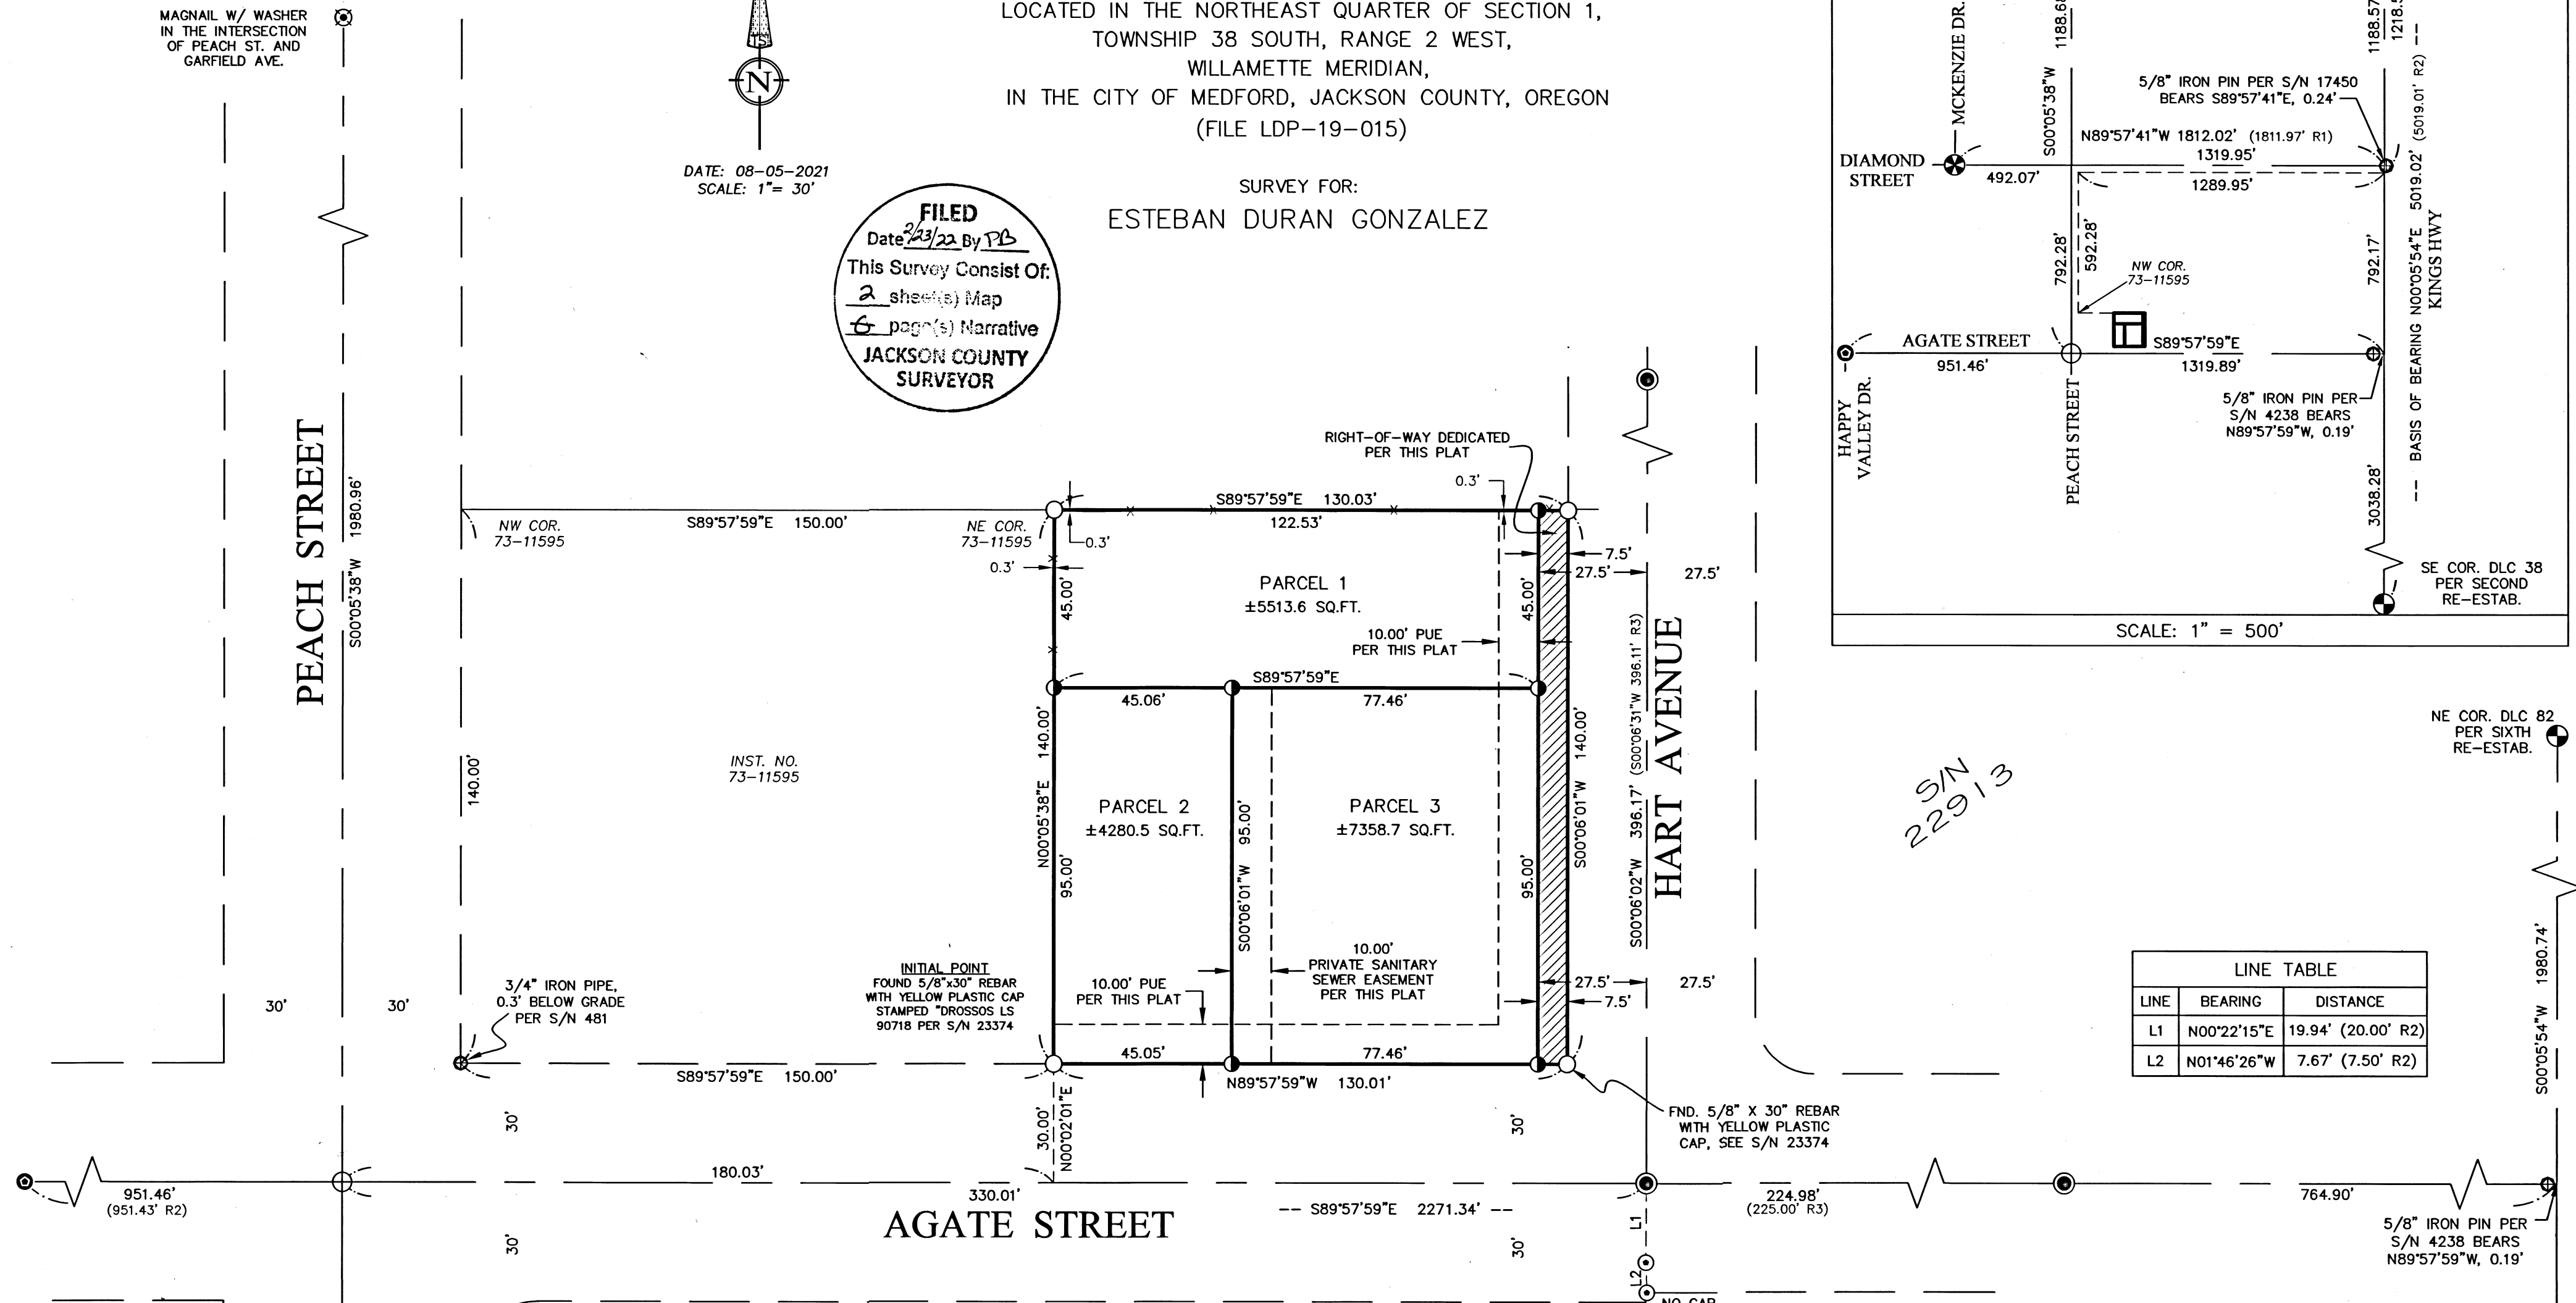 MAGNAIL W/ WASHER
IN THE INTERSECTION
OF PEACH ST. AND
GARFIELD AVE.
TS
N
DATE: 08-05-2021
SCALE: 1"= 30'
LOCATED IN THE NORTHEAST QUARTER OF SECTION 1,
TOWNSHIP 38 SOUTH, RANGE 2 WEST,
WILLAMETTE MERIDIAN,
IN THE CITY OF MEDFORD, JACKSON COUNTY, OREGON
(FILE LDP-19-015)
SURVEY FOR:
ESTEBAN DURAN GONZALEZ
FILED
Date 2/23/22 By PB
This Survey Consist Of:
2 sheet(s) Map
6 page(s) Narrative
JACKSON COUNTY
SURVEYOR
MCKENZIE DR.
S00°05'38"W
5/8" IRON PIN PER S/N 17450
BEARS S89°57'41"E, 0.24'
N89°57'41"W 1812.02' (1811.97' R1)
DIAMOND
STREET
492.07'
1319.95'
1289.95'
792.28'
592.28'
792.17'
NW COR.
73-11595
AGATE STREET
951.46'
S89°57'59"E
1319.89'
HAPPY
VALLEY DR.
PEACH STREET
5/8" IRON PIN PER
S/N 4238 BEARS
N89°57'59"W, 0.19'
-- BASIS OF BEARING N00°05'54"E 5019.02' (5019.01' R2) --
KINGS HWY
3038.28'
SE COR. DLC 38
PER SECOND
RE-ESTAB.
SCALE: 1" = 500'
PEACH STREET
S00°05'38"W 1980.96'
NW COR.
73-11595
S89°57'59"E 150.00'
NE COR.
73-11595
140.00'
INST. NO.
73-11595
RIGHT-OF-WAY DEDICATED
PER THIS PLAT
0.3'
S89°57'59"E 130.03'
122.53'
0.3'
0.3'
45.00'
PARCEL 1
±5513.6 SQ.FT.
45.00'
7.5'
27.5'
27.5'
10.00' PUE
PER THIS PLAT
S89°57'59"E
45.06'
77.46'
N00°05'38"E 140.00'
95.00'
PARCEL 2
±4280.5 SQ.FT.
S00°06'01"W 95.00'
PARCEL 3
±7358.7 SQ.FT.
95.00'
S00°06'01"W 140.00'
S00°06'02"W 396.17' (S00°06'31"W 396.11' R3)
HART AVENUE
S/N
22913
NE COR. DLC 82
PER SIXTH
RE-ESTAB.
S00°05'54"W 1980.74'
INITIAL POINT
FOUND 5/8"x30" REBAR
WITH YELLOW PLASTIC CAP
STAMPED "DROSSOS LS
90718 PER S/N 23374
10.00' PUE
PER THIS PLAT
10.00'
PRIVATE SANITARY
SEWER EASEMENT
PER THIS PLAT
27.5'
27.5'
7.5'
30'
30'
3/4" IRON PIPE,
0.3' BELOW GRADE
PER S/N 481
S89°57'59"E 150.00'
45.05'
77.46'
N89°57'59"W 130.01'
LINE TABLE
LINE BEARING DISTANCE
L1 N00°22'15"E 19.94' (20.00' R2)
L2 N01°46'26"W 7.67' (7.50' R2)
FND. 5/8" X 30" REBAR
WITH YELLOW PLASTIC
CAP, SEE S/N 23374
30'
30.00'
N00°02'01"E
30'
951.46'
(951.43' R2)
180.03'
330.01'
-- S89°57'59"E 2271.34' --
224.98'
(225.00' R3)
764.90'
AGATE STREET
30'
30'
L1
L2
5/8" IRON PIN PER
S/N 4238 BEARS
N89°57'59"W, 0.19'